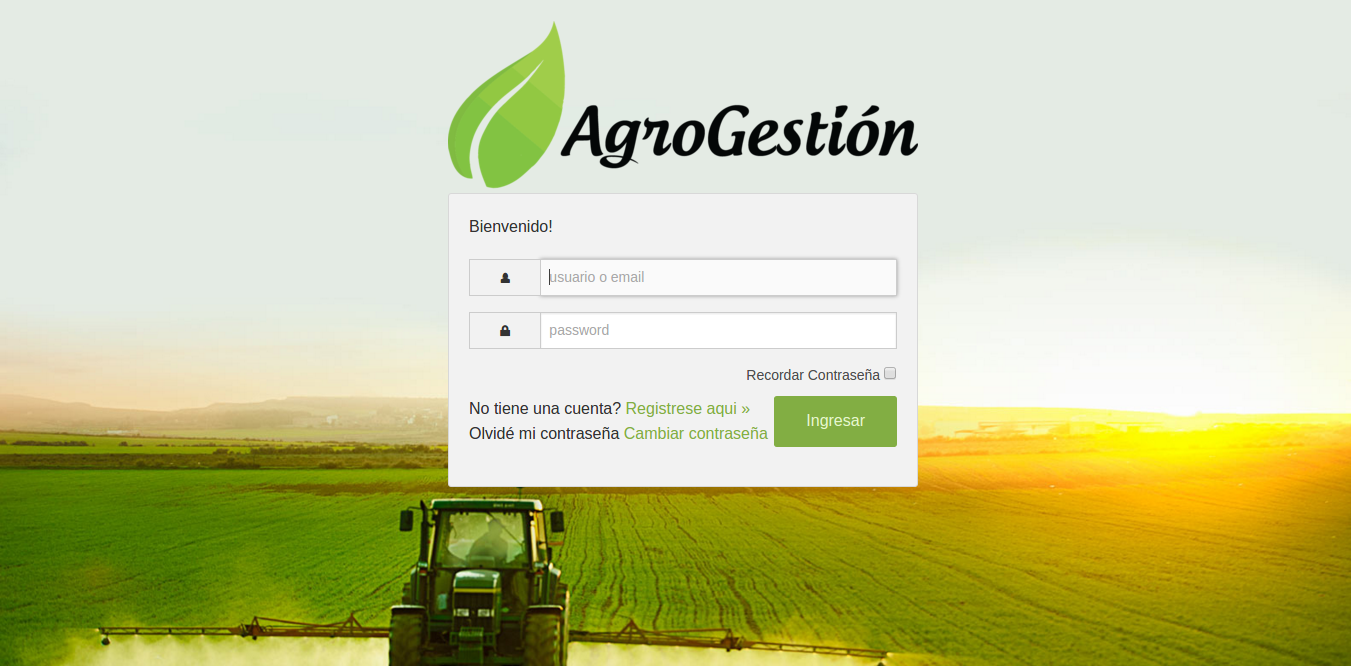 AgroGestión
Bienvenido!
usuario o email
password
Recordar Contraseña
No tiene una cuenta? Registrese aqui »
Ingresar
Olvidé mi contraseña Cambiar contraseña